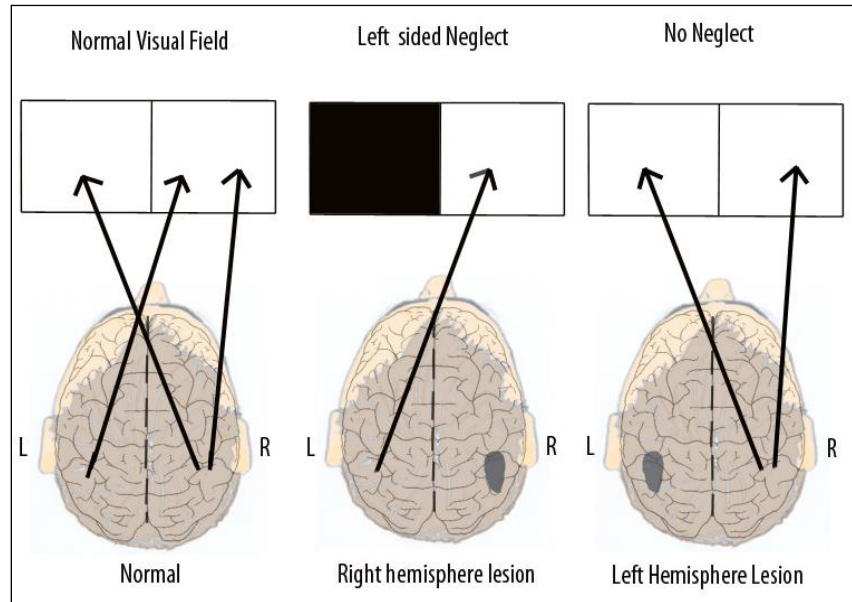 Normal Visual Field
Left sided Neglect
No Neglect
L
R
L
R
L
R
Normal
Right hemisphere lesion
Left Hemisphere Lesion